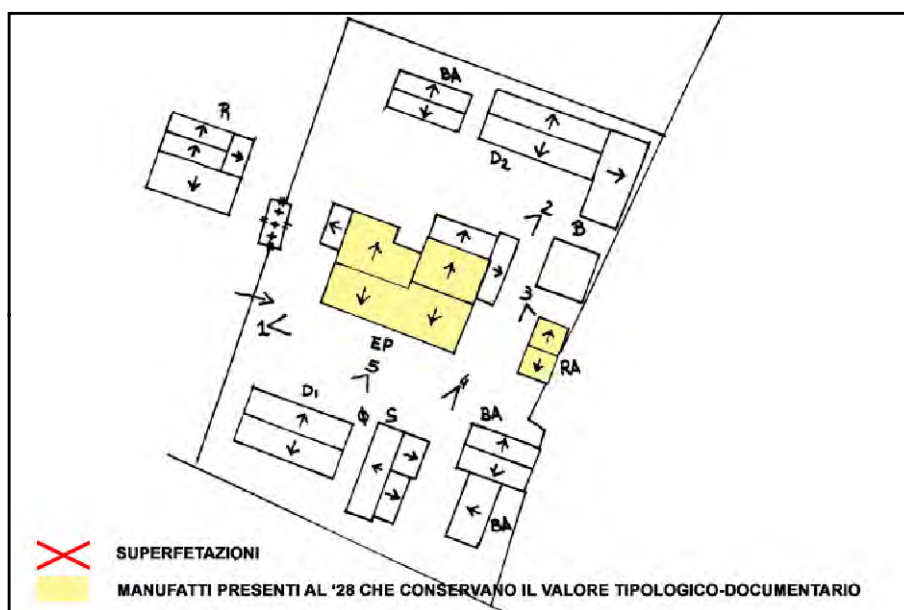 BA
R
D2
2
B
3
1
EP
RA
5
4
D1
S
BA
BA
SUPERFETAZIONI
MANUFATTI PRESENTI AL '28 CHE CONSERVANO IL VALORE TIPOLOGICO-DOCUMENTARIO